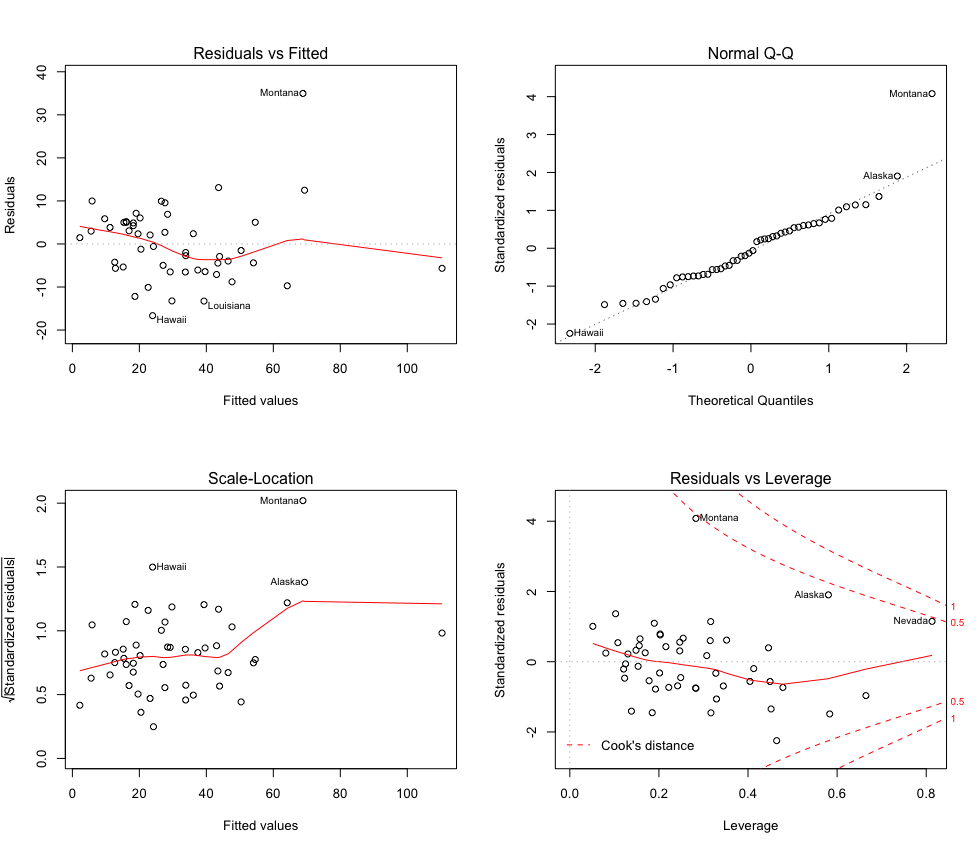 Residuals vs Fitted
Residuals
40
30
20
10
0
-10
-20
Montana
Louisiana
Hawaii
0 20 40 60 80 100
Fitted values
Normal Q-Q
Standardized residuals
4
3
2
1
0
-1
-2
Montana
Alaska
Hawaii
-2 -1 0 1 2
Theoretical Quantiles
Scale-Location
√|Standardized residuals|
2.0
1.5
1.0
0.5
0.0
Montana
Hawaii
Alaska
0 20 40 60 80 100
Fitted values
Residuals vs Leverage
Standardized residuals
4
2
0
-2
Montana
Alaska
Nevada
1
0.5
0.5
1
Cook's distance
0.0 0.2 0.4 0.6 0.8
Leverage